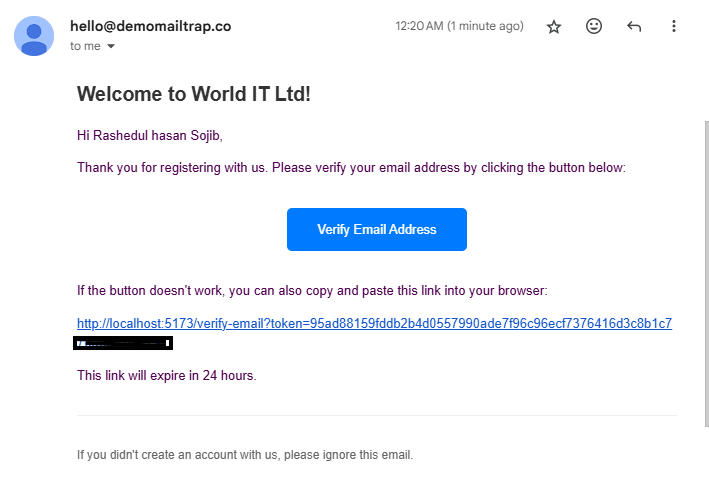 hello@demomailtrap.co
12:20 AM (1 minute ago)
to me
Welcome to World IT Ltd!
Hi Rashedul hasan Sojib,
Thank you for registering with us. Please verify your email address by clicking the button below:
Verify Email Address
If the button doesn't work, you can also copy and paste this link into your browser:
http://localhost:5173/verify-email?token=95ad88159fddb2b4d0557990ade7f96c96ecf7376416d3c8b1c7
This link will expire in 24 hours.
If you didn't create an account with us, please ignore this email.